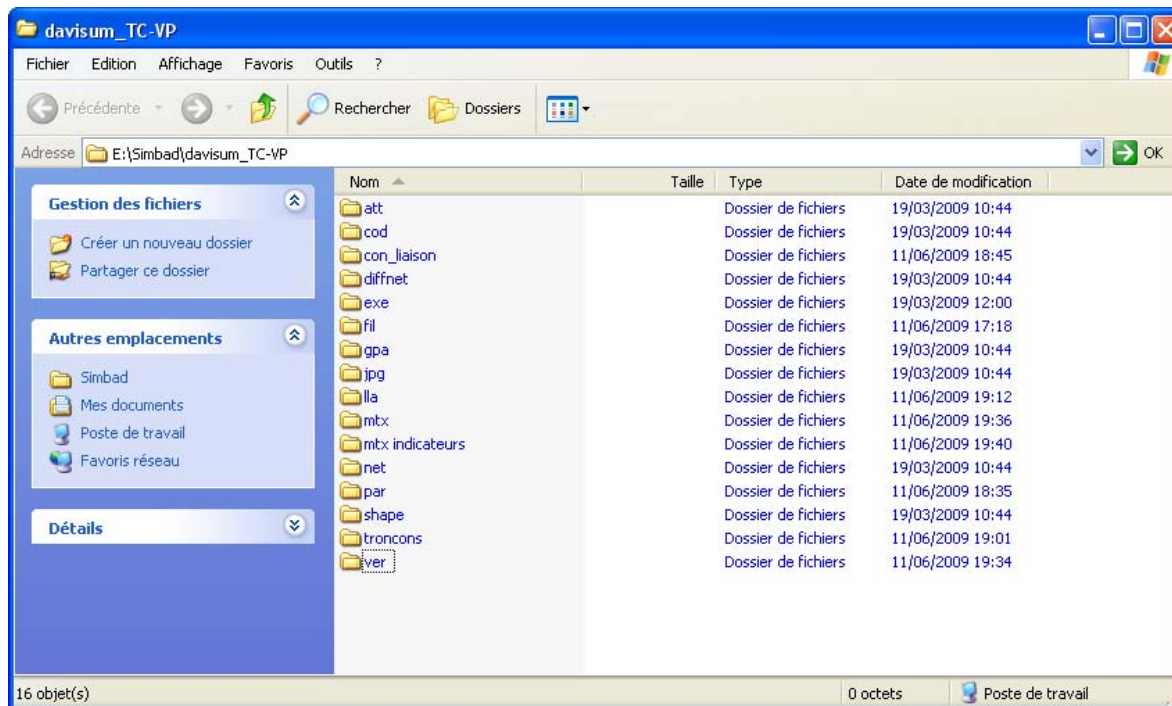 davisum_TC-VP
Fichier Edition Affichage Favoris Outils ?
Précédente Rechercher Dossiers
Adresse E:\Simbad\davisum_TC-VP OK
Gestion des fichiers
Créer un nouveau dossier
Partager ce dossier
Autres emplacements
Simbad
Mes documents
Poste de travail
Favoris réseau
Détails
Nom Taille Type Date de modification
att Dossier de fichiers 19/03/2009 10:44
cod Dossier de fichiers 19/03/2009 10:44
con_liaison Dossier de fichiers 11/06/2009 18:45
diffnet Dossier de fichiers 19/03/2009 10:44
exe Dossier de fichiers 19/03/2009 12:00
fil Dossier de fichiers 11/06/2009 17:18
gpa Dossier de fichiers 19/03/2009 10:44
jpg Dossier de fichiers 19/03/2009 10:44
lla Dossier de fichiers 11/06/2009 19:12
mtx Dossier de fichiers 11/06/2009 19:36
mtx indicateurs Dossier de fichiers 11/06/2009 19:40
net Dossier de fichiers 19/03/2009 10:44
par Dossier de fichiers 11/06/2009 18:35
shape Dossier de fichiers 19/03/2009 10:44
troncons Dossier de fichiers 11/06/2009 19:01
ver Dossier de fichiers 11/06/2009 19:34
16 objet(s) 0 octets Poste de travail